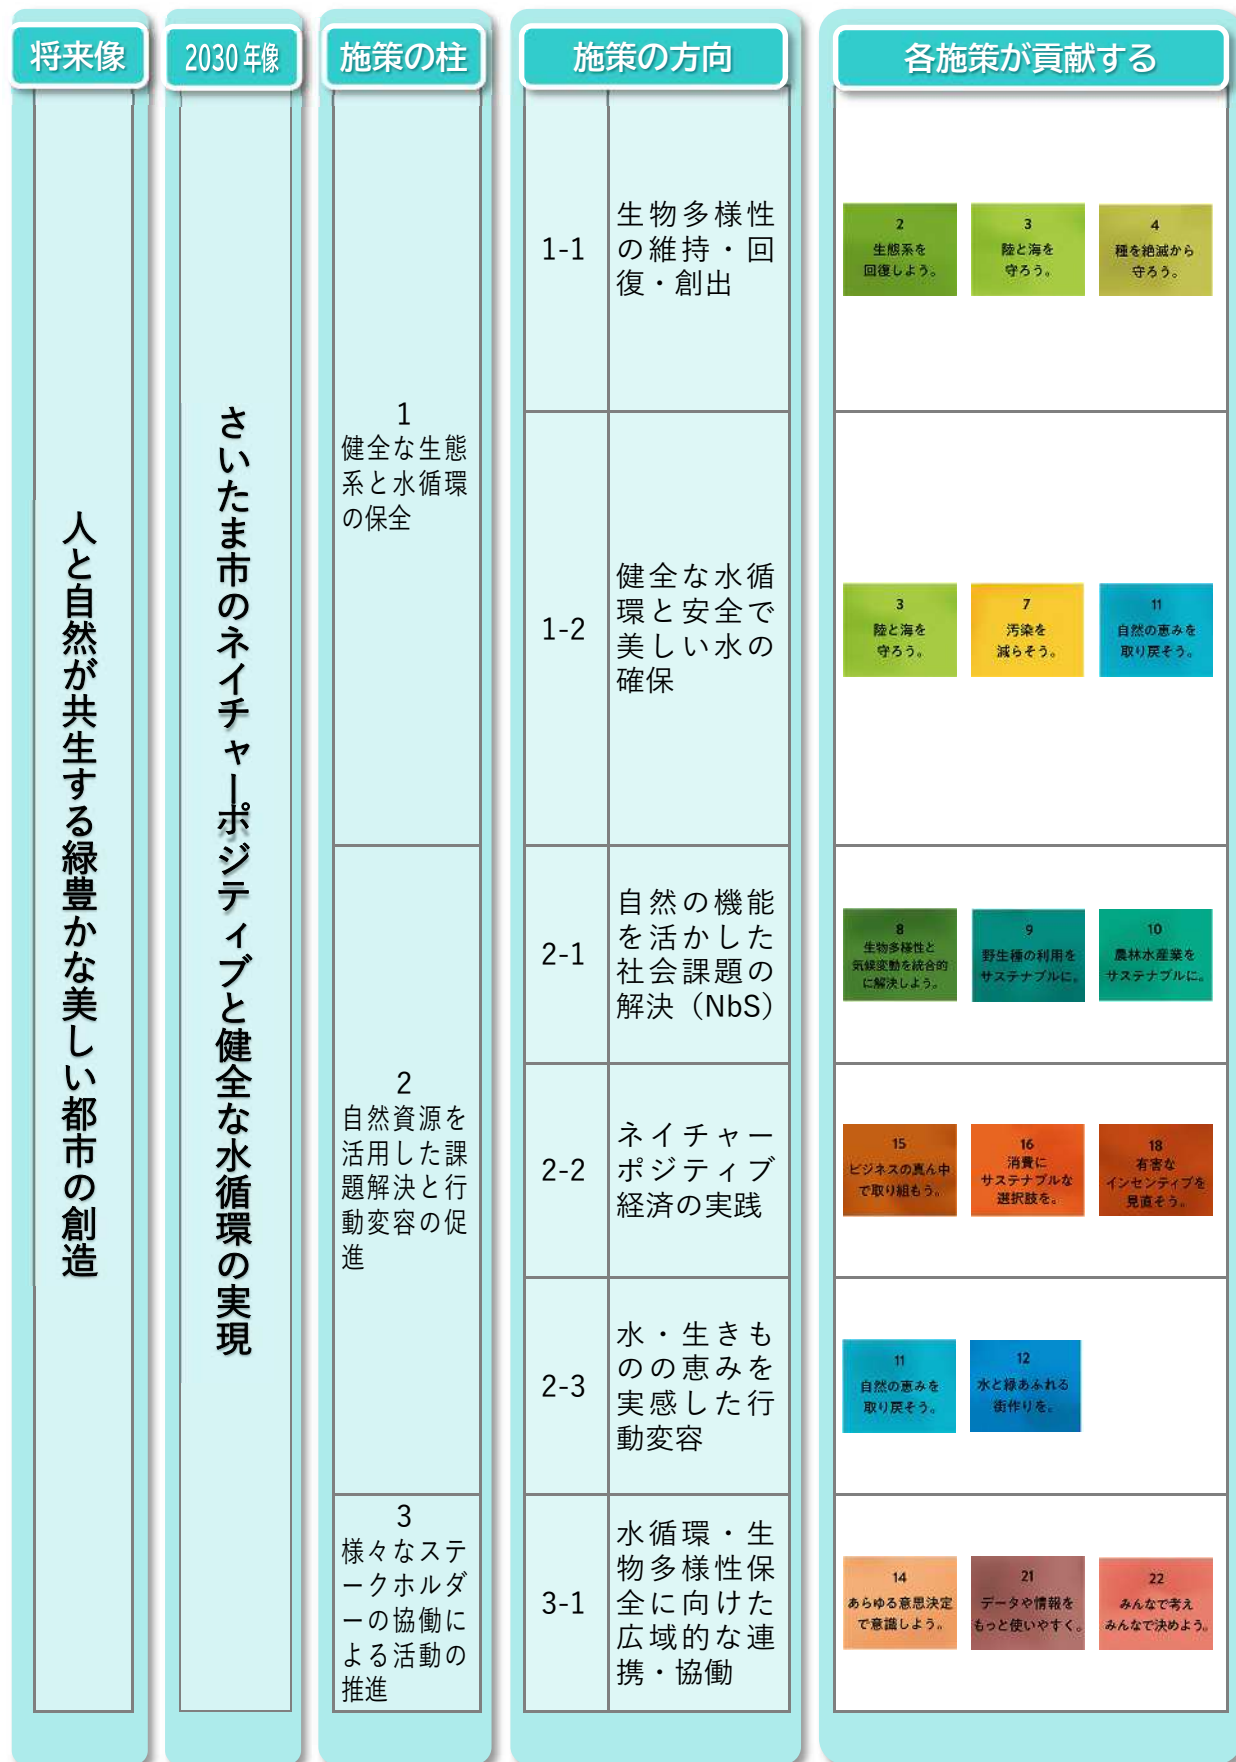 将来像
2030年像
施策の柱
施策の方向
各施策が貢献する
人と自然が共生する緑豊かな美しい都市の創造
さいたま市のネイチャーポジティブと健全な水循環の実現
1
健全な生態
系と水循環
の保全
1-1
生物多様性
の維持・回
復・創出
2
生態系を
回復しよう。
3
陸と海を
守ろう。
4
種を絶滅から
守ろう。
1-2
健全な水循
環と安全で
美しい水の
確保
3
陸と海を
守ろう。
7
汚染を
減らそう。
11
自然の恵みを
取り戻そう。
2
自然資源を
活用した課
題解決と行
動変容の促
進
2-1
自然の機能
を活かした
社会課題の
解決（NbS）
8
生物多様性と
気候変動を統合的
に解決しよう。
9
野生種の利用を
サステナブルに。
10
農林水産業を
サステナブルに。
2-2
ネイチャー
ポジティブ
経済の実践
15
ビジネスの真ん中
で取り組もう。
16
消費に
サステナブルな
選択肢を。
18
有害な
インセンティブを
見直そう。
2-3
水・生きも
のの恵みを
実感した行
動変容
11
自然の恵みを
取り戻そう。
12
水と緑あふれる
街作りを。
3
様々なステ
ークホルダ
ーの協働に
よる活動の
推進
3-1
水循環・生
物多様性保
全に向けた
広域的な連
携・協働
14
あらゆる意思決定
で意識しよう。
21
データや情報を
もっと使いやすく。
22
みんなで考え
みんなで決めよう。